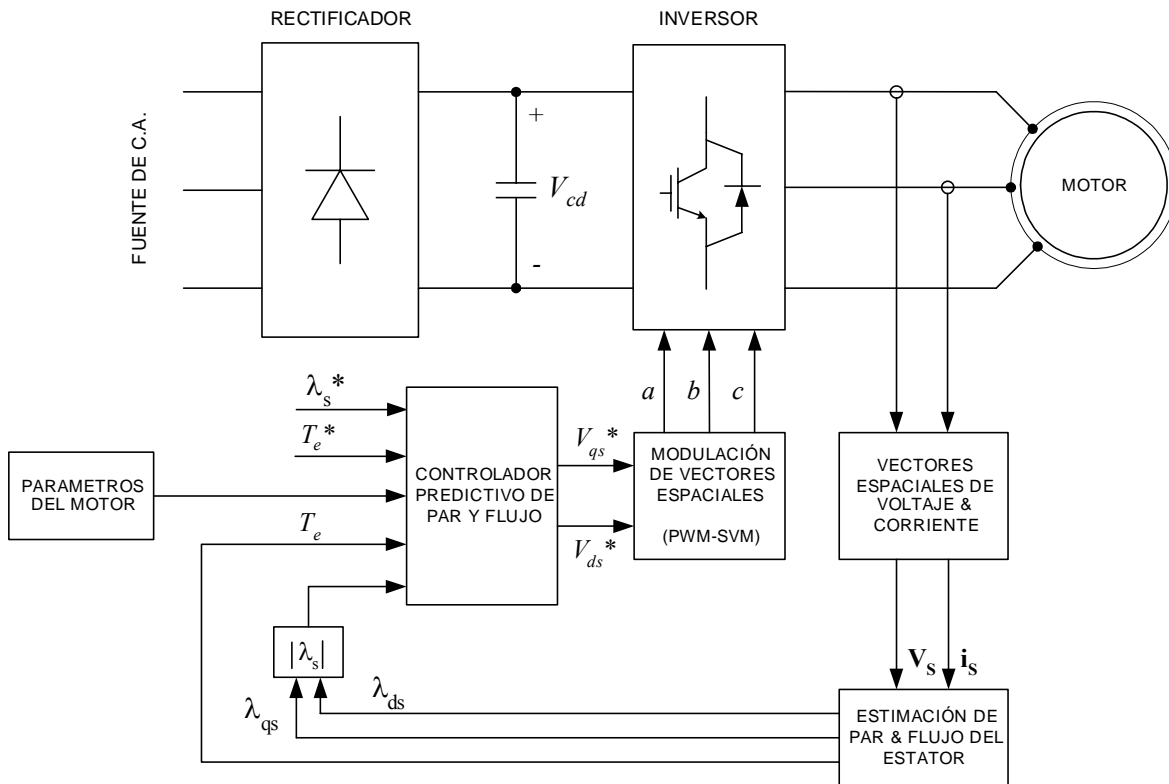 RECTIFICADOR
INVERSOR
FUENTE DE C.A.
+
V_cd
-
MOTOR
λ_s*
T_e*
PARAMETROS
DEL MOTOR
T_e
CONTROLADOR
PREDICTIVO DE
PAR Y FLUJO
V_qs*
V_ds*
a
b
c
MODULACIÓN
DE VECTORES
ESPACIALES
(PWM-SVM)
VECTORES
ESPACIALES DE
VOLTAJE &
CORRIENTE
|λ_s|
λ_qs
λ_ds
V_S
i_S
ESTIMACIÓN DE
PAR & FLUJO DEL
ESTATOR